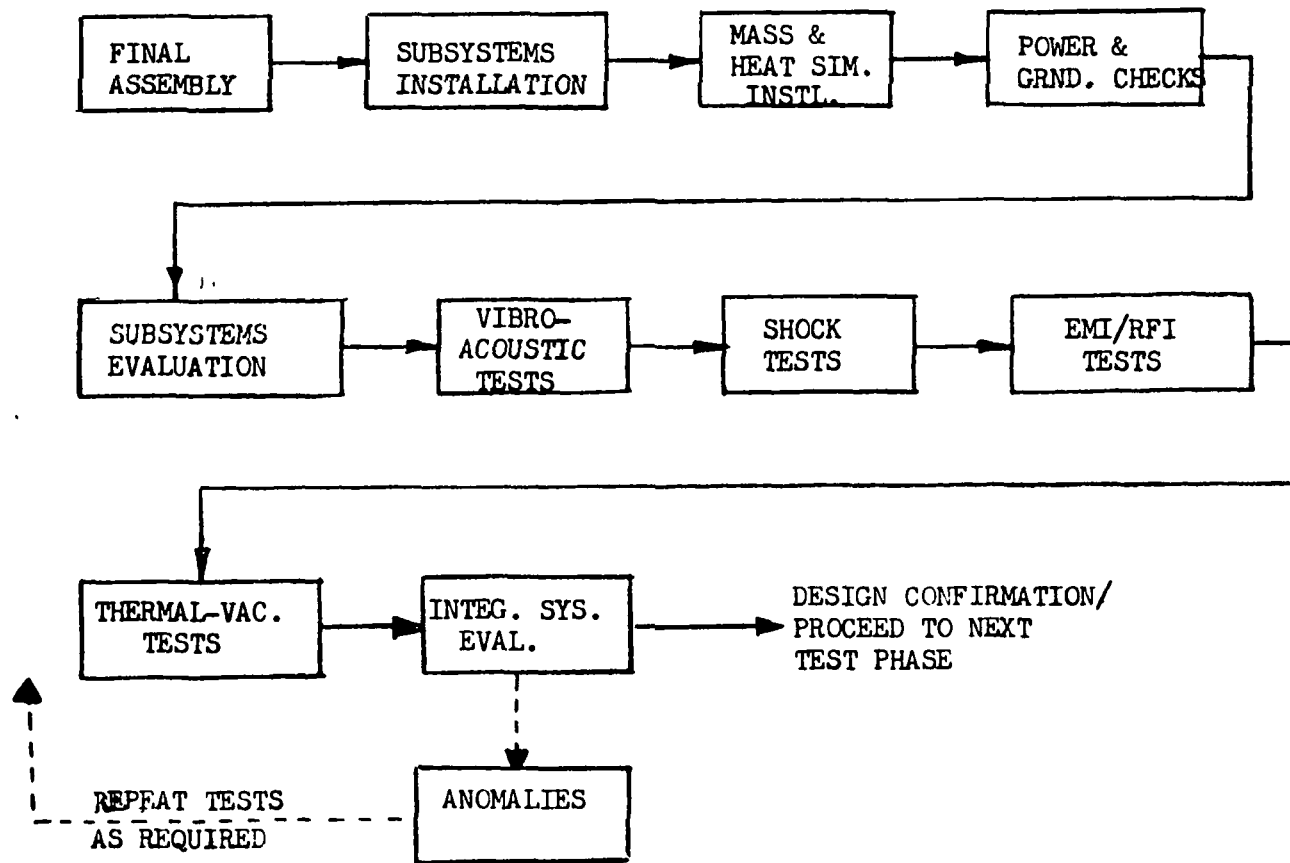 FINAL
ASSEMBLY
SUBSYSTEMS
INSTALLATION
MASS &
HEAT SIM.
INSTL.
POWER &
GRND. CHECKS
SUBSYSTEMS
EVALUATION
VIBRO-
ACOUSTIC
TESTS
SHOCK
TESTS
EMI/RFI
TESTS
THERMAL-VAC.
TESTS
INTEG. SYS.
EVAL.
DESIGN CONFIRMATION/
PROCEED TO NEXT
TEST PHASE
ANOMALIES
REPEAT TESTS
AS REQUIRED